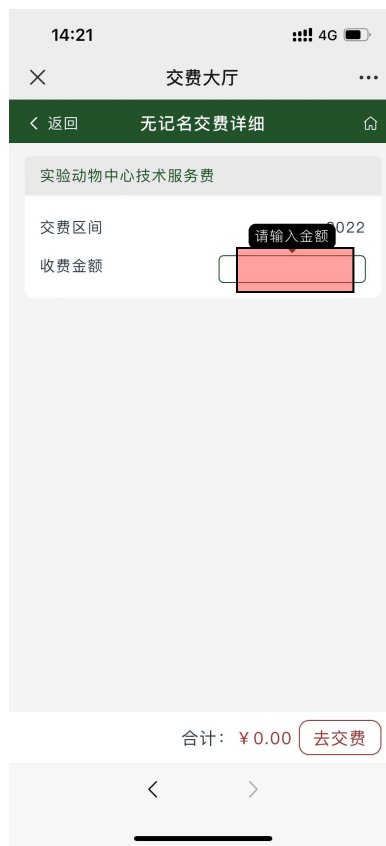 14:21
4G
交费大厅
返回
无记名交费详细
实验动物中心技术服务费
交费区间
2022
请输入金额
收费金额
合计：￥0.00
去交费